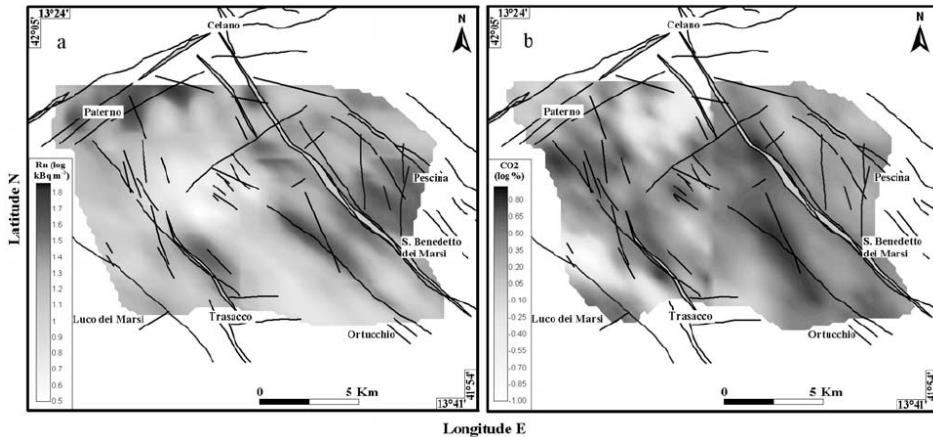 13°24'
42°05'
a
Celano
N
Paterno
Rn (log
kBq m⁻³)
1.8
1.7
1.6
1.5
1.4
1.3
1.2
1.1
1
0.9
0.8
0.7
0.6
0.5
Pescina
S. Benedetto
dei Marsi
Luco dei Marsi
Trasacco
Ortucchio
0 5 Km
41°54'
13°41'
13°24'
42°05'
b
Celano
N
Paterno
CO2
(log %)
0.80
0.65
0.50
0.35
0.20
0.05
-0.10
-0.25
-0.40
-0.55
-0.70
-0.85
-1.00
Pescina
S. Benedetto
dei Marsi
Luco dei Marsi
Trasacco
Ortucchio
0 5 Km
41°54'
13°41'
Latitude N
Longitude E